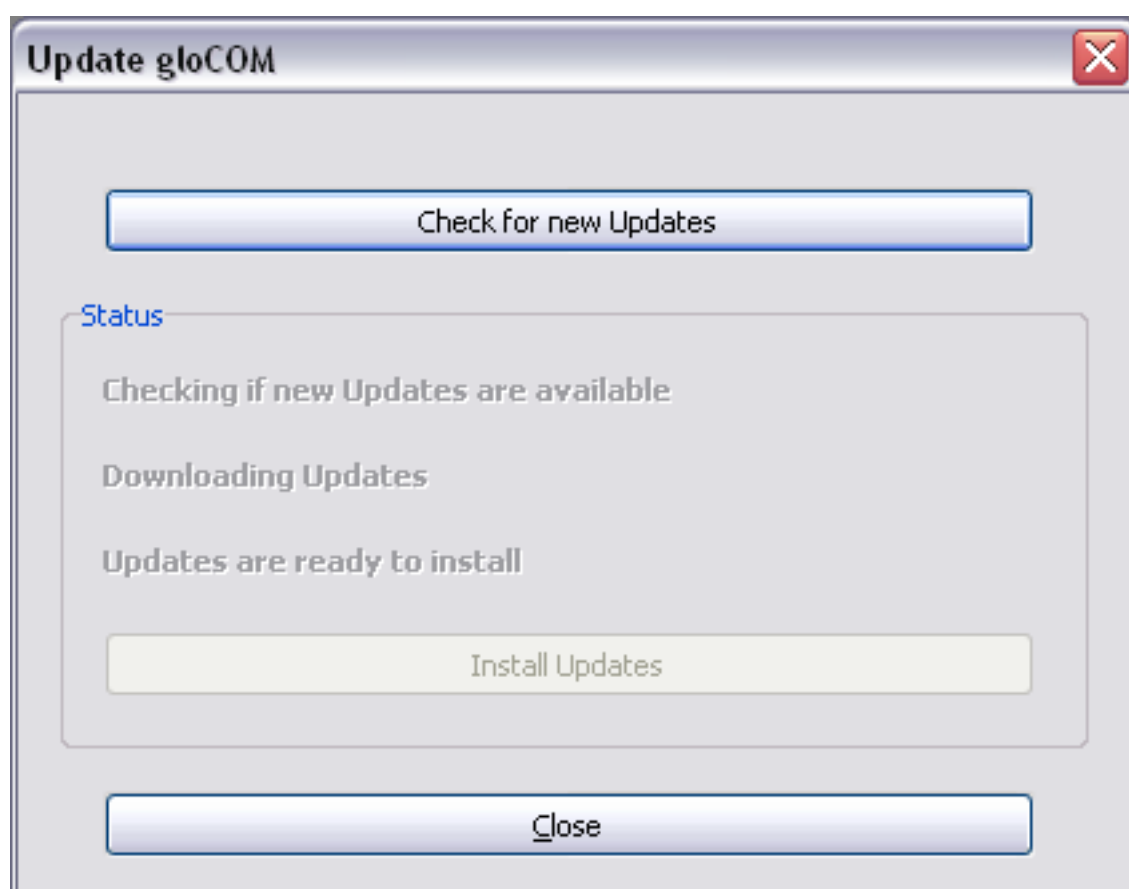 Update gloCOM
Check for new Updates
Status
Checking if new Updates are available
Downloading Updates
Updates are ready to install
Install Updates
Close